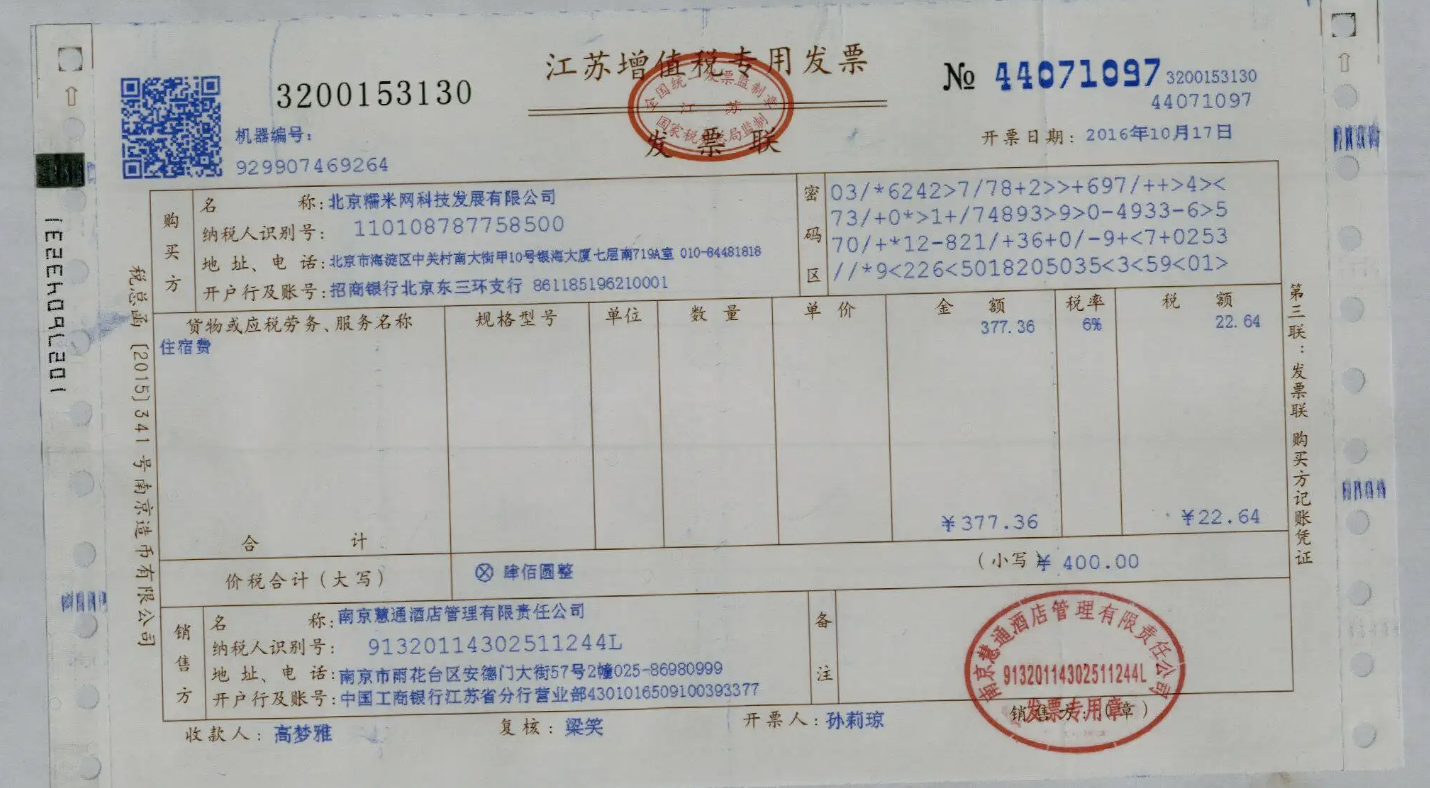 江苏增值税专用发票
发票联
3200153130
机器编号:
929907469264
№ 44071097
3200153130
44071097
开票日期: 2016年10月17日
全国统一发票监制章
江苏
国家税务总局监制
购买方
名 称: 北京糯米网科技发展有限公司
纳税人识别号: 110108787758500
地址、电话: 北京市海淀区中关村南大街甲10号银海大厦七层南719A室 010-84481818
开户行及账号: 招商银行北京东三环支行 861185196210001
密码区
03/*6242>7/78+2>>+697/++>4><
73/+0*>1+/74893>9>0-4933-6>5
70/+*12-821/+36+0/-9+<7+0253
//*9<226<5018205035<3<59<01>
货物或应税劳务、服务名称 规格型号 单位 数量 单价 金额 税率 税额
住宿费 377.36 6% 22.64
合计 ¥377.36 ¥22.64
价税合计(大写) ⊗ 肆佰圆整 (小写) ¥ 400.00
销售方
名 称: 南京慧通酒店管理有限责任公司
纳税人识别号: 91320114302511244L
地址、电话: 南京市雨花台区安德门大街57号2幢025-86980999
开户行及账号: 中国工商银行江苏省分行营业部4301016509100393377
备注
收款人: 高梦雅 复核: 梁笑 开票人: 孙莉琼 销售方:(章)
南京慧通酒店管理有限责任公司
91320114302511244L
发票专用章
税总函〔2015〕341号南京造币有限公司
第三联:发票联 购买方记账凭证